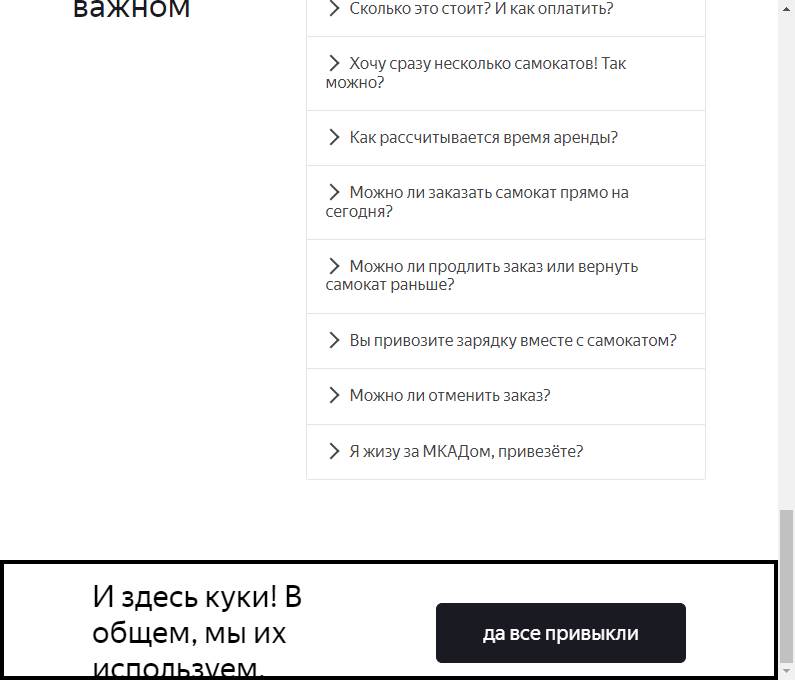 важном
Сколько это стоит? И как оплатить?
Хочу сразу несколько самокатов! Так
можно?
Как рассчитывается время аренды?
Можно ли заказать самокат прямо на
сегодня?
Можно ли продлить заказ или вернуть
самокат раньше?
Вы привозите зарядку вместе с самокатом?
Можно ли отменить заказ?
Я жизу за МКАДом, привезёте?
И здесь куки! В
общем, мы их
используем.
да все привыкли